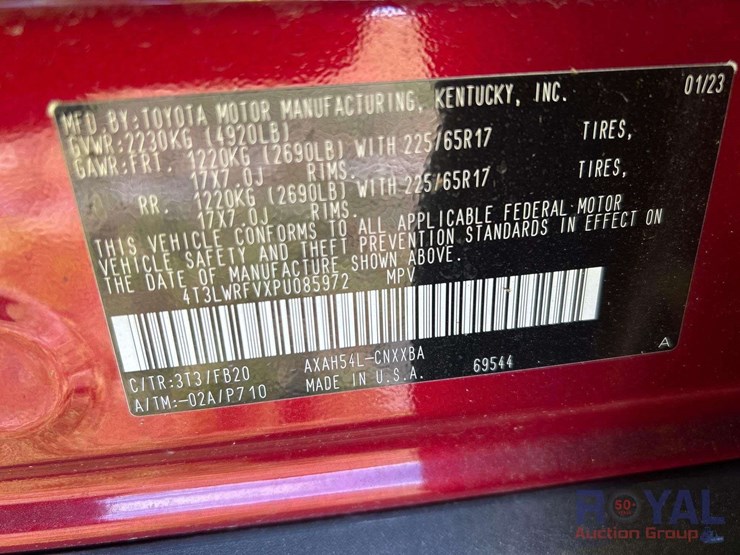 MFD.BY:TOYOTA MOTOR MANUFACTURING, KENTUCKY, INC. 01/23
GVWR:2230KG (4920LB)
GAWR:FRT. 1220KG (2690LB) WITH 225/65R17 TIRES,
17X7.0J RIMS.
RR. 1220KG (2690LB) WITH 225/65R17 TIRES,
17X7.0J RIMS.
THIS VEHICLE CONFORMS TO ALL APPLICABLE FEDERAL MOTOR
VEHICLE SAFETY AND THEFT PREVENTION STANDARDS IN EFFECT ON
THE DATE OF MANUFACTURE SHOWN ABOVE.
4T3LWRFVXPU085972 MPV
C/TR:3T3/FB20 AXAH54L-CNXXBA A
A/TM:-02A/P710 MADE IN U.S.A. 69544
ROYAL
50
Auction Group